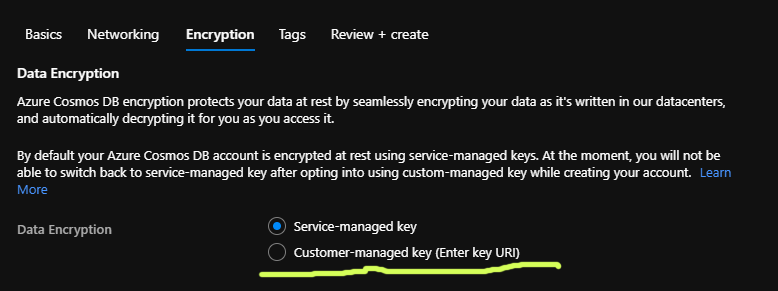 Basics Networking Encryption Tags Review + create
Data Encryption
Azure Cosmos DB encryption protects your data at rest by seamlessly encrypting your data as it's written in our datacenters,
and automatically decrypting it for you as you access it.
By default your Azure Cosmos DB account is encrypted at rest using service-managed keys. At the moment, you will not be
able to switch back to service-managed key after opting into using custom-managed key while creating your account. Learn
More
Data Encryption Service-managed key
Customer-managed key (Enter key URI)